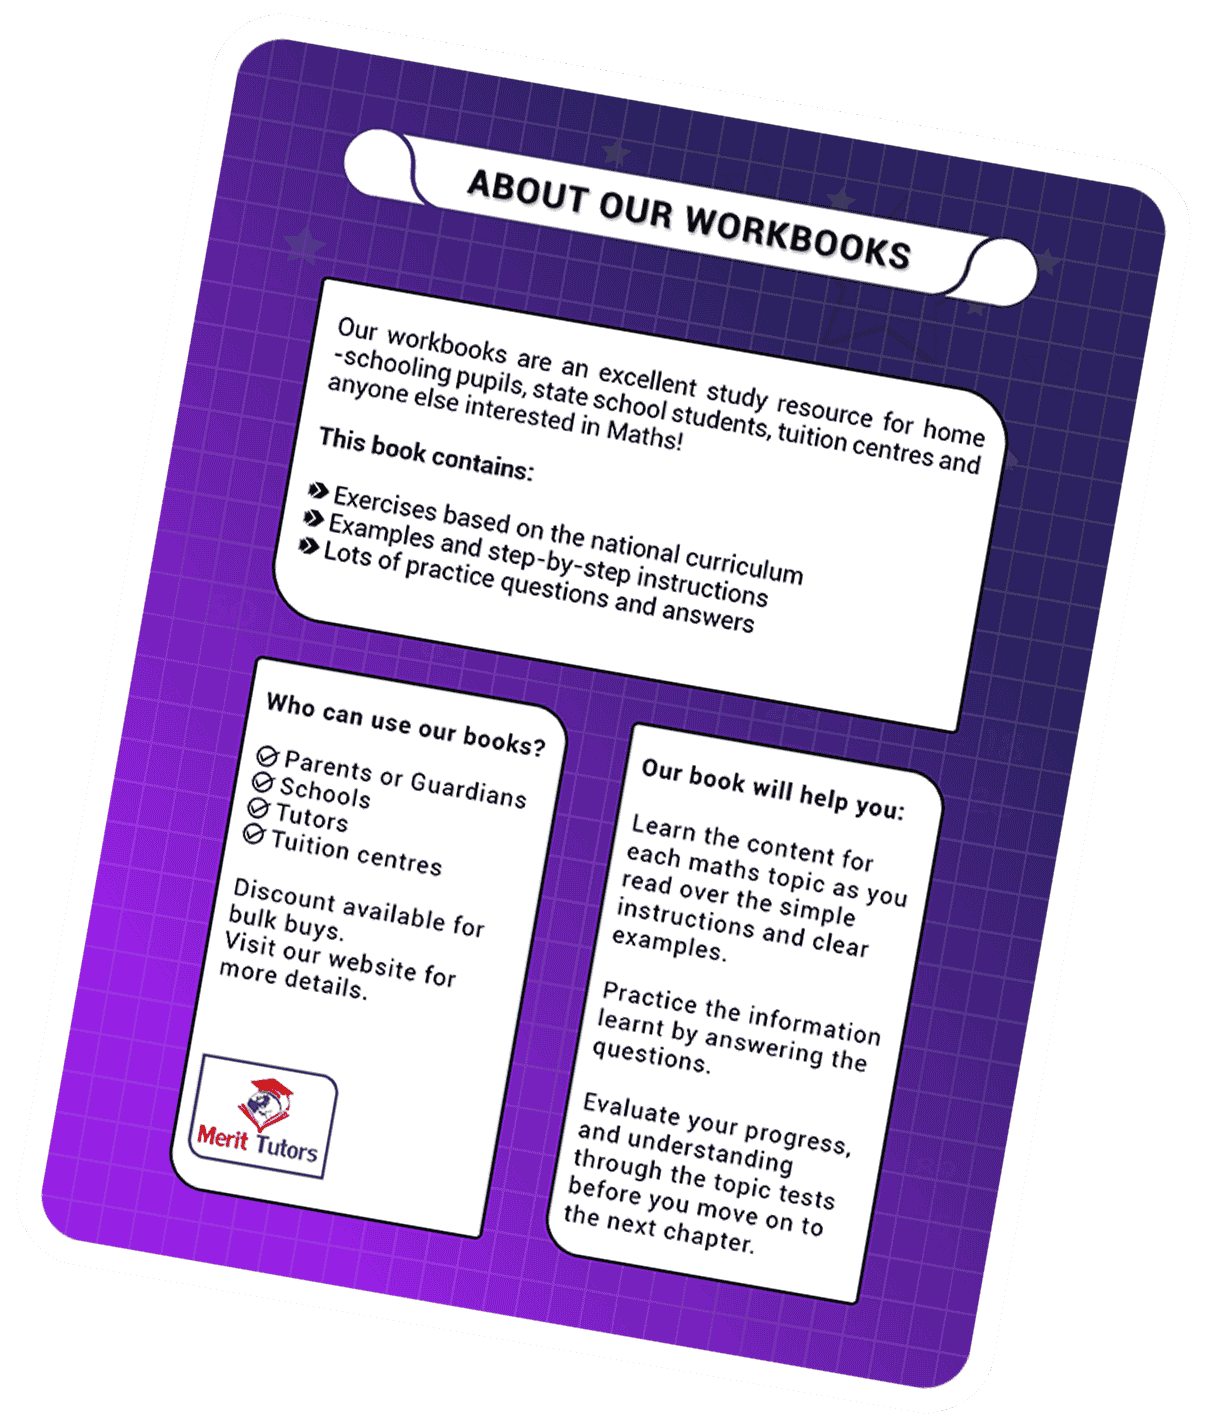 ABOUT OUR WORKBOOKS
Our workbooks are an excellent study resource for home
-schooling pupils, state school students, tuition centres and
anyone else interested in Maths!
This book contains:
Exercises based on the national curriculum
Examples and step-by-step instructions
Lots of practice questions and answers
Who can use our books?
Parents or Guardians
Schools
Tutors
Tuition centres
Discount available for
bulk buys.
Visit our website for
more details.
Merit Tutors
Our book will help you:
Learn the content for
each maths topic as you
read over the simple
instructions and clear
examples.
Practice the information
learnt by answering the
questions.
Evaluate your progress,
and understanding
through the topic tests
before you move on to
the next chapter.